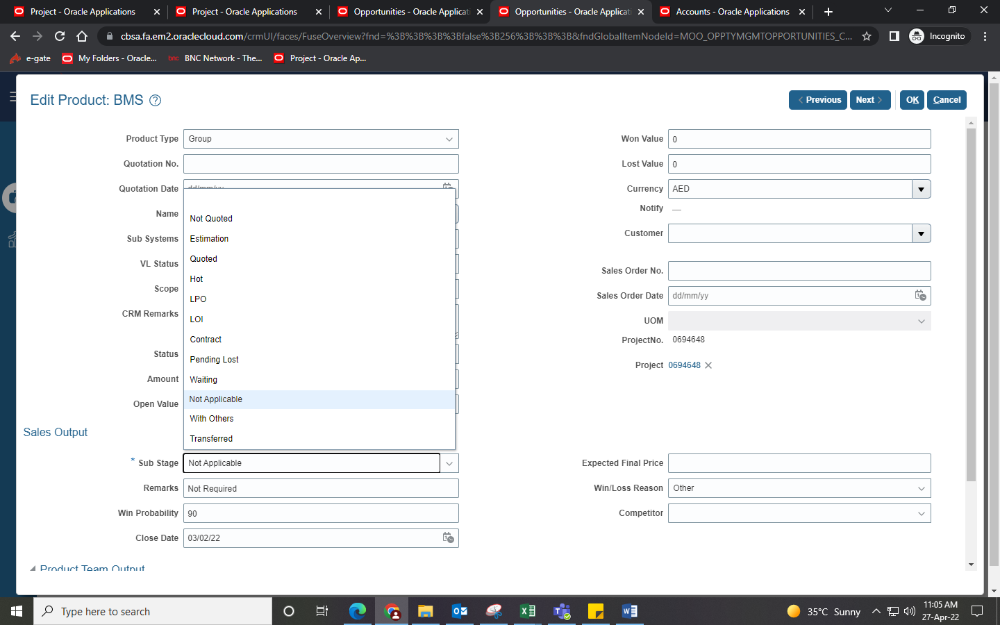 Project - Oracle Applications
Project - Oracle Applications
Opportunities - Oracle Applicati
Opportunities - Oracle Applicati
Accounts - Oracle Applications
cbsa.fa.em2.oraclecloud.com/crmUI/faces/FuseOverview?fnd=%3B%3B%3B%3Bfalse%3B256%3B%3B%3B&fndGlobalItemNodeId=MOO_OPPTYMGMTOPPORTUNITIES_C...
Incognito
e-gate
My Folders - Oracle...
bnc BNC Network - The...
Project - Oracle Ap...
Edit Product: BMS ?
Previous
Next
OK
Cancel
Product Type Group
Quotation No.
Quotation Date dd/mm/yy
Name
Sub Systems
VL Status
Scope
CRM Remarks
Status
Amount
Open Value
Not Quoted
Estimation
Quoted
Hot
LPO
LOI
Contract
Pending Lost
Waiting
Not Applicable
With Others
Transferred
Won Value 0
Lost Value 0
Currency AED
Notify —
Customer
Sales Order No.
Sales Order Date dd/mm/yy
UOM
ProjectNo. 0694648
Project 0694648
Sales Output
* Sub Stage Not Applicable
Remarks Not Required
Win Probability 90
Close Date 03/02/22
Expected Final Price
Win/Loss Reason Other
Competitor
Product Team Output
Type here to search
35°C Sunny
11:05 AM
27-Apr-22